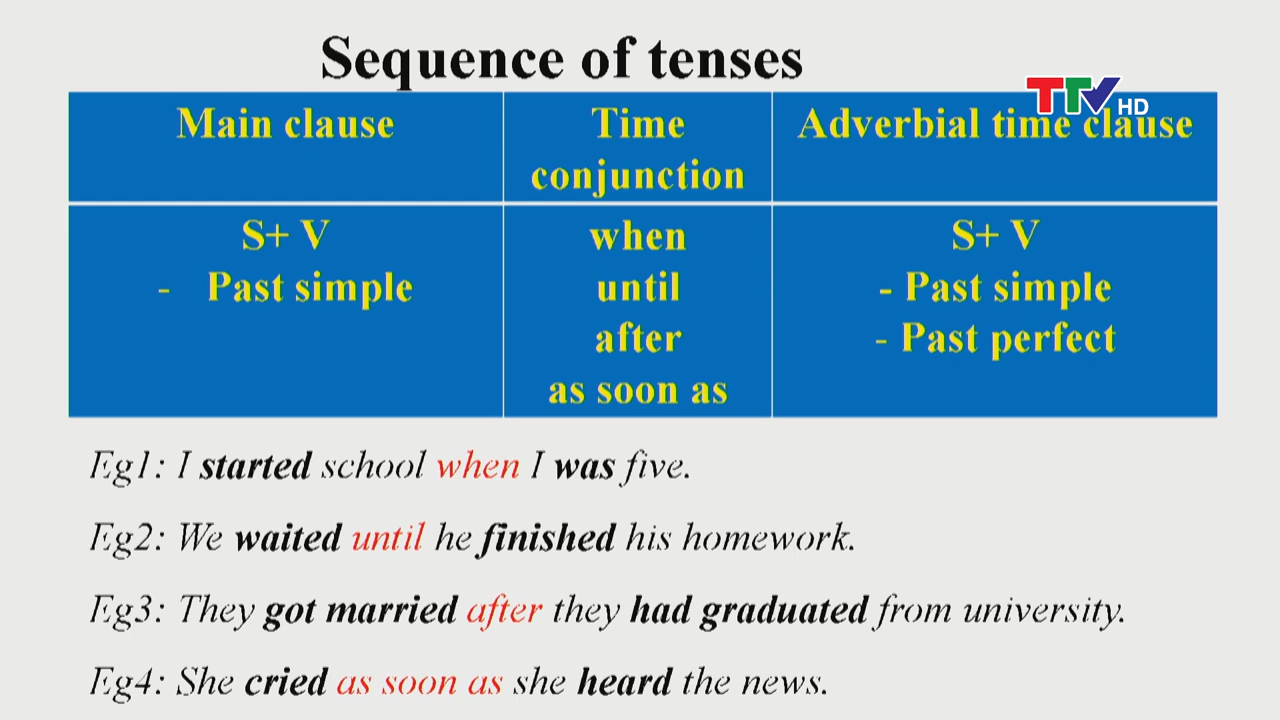 Sequence of tenses
TTV HD
Main clause
Time
conjunction
Adverbial time clause
S+ V
- Past simple
when
until
after
as soon as
S+ V
- Past simple
- Past perfect
Eg1: I started school when I was five.
Eg2: We waited until he finished his homework.
Eg3: They got married after they had graduated from university.
Eg4: She cried as soon as she heard the news.